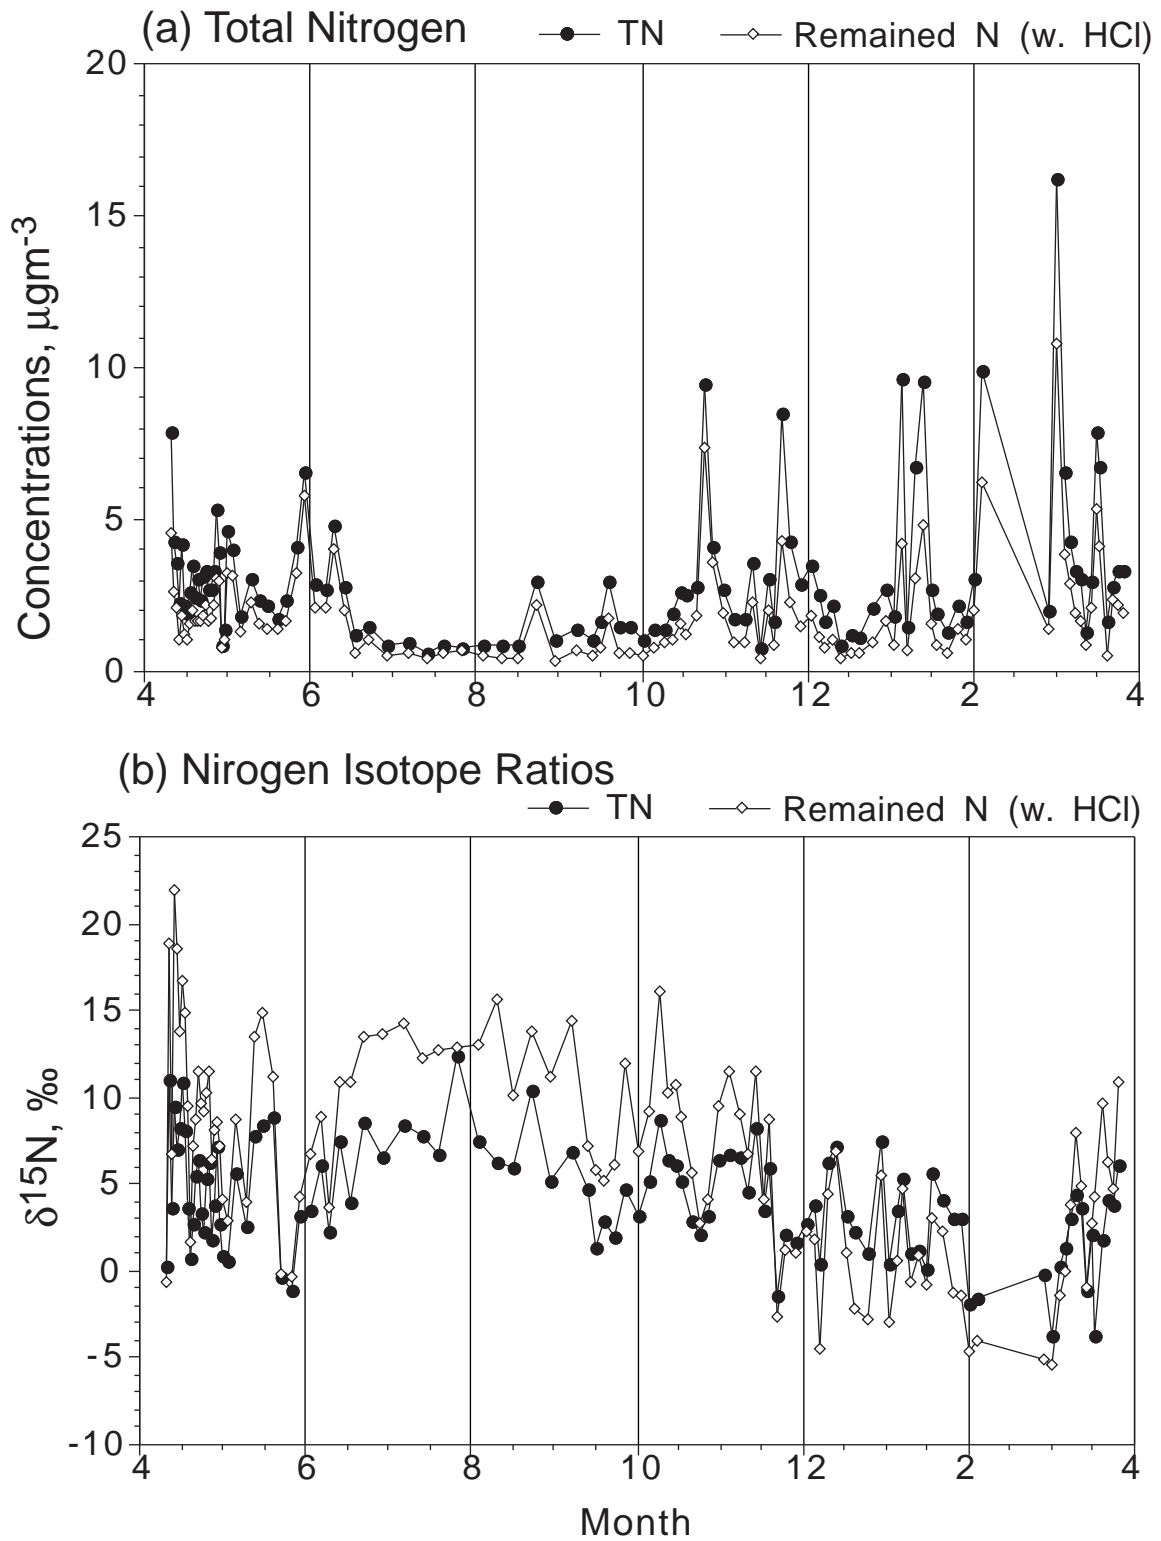 (a) Total Nitrogen TN Remained N (w. HCl)
20
15
10
5
0
Concentrations, μgm-3
4 6 8 10 12 2 4
(b) Nirogen Isotope Ratios
TN Remained N (w. HCl)
25
20
15
10
5
0
-5
-10
δ15N, ‰
4 6 8 10 12 2 4
Month